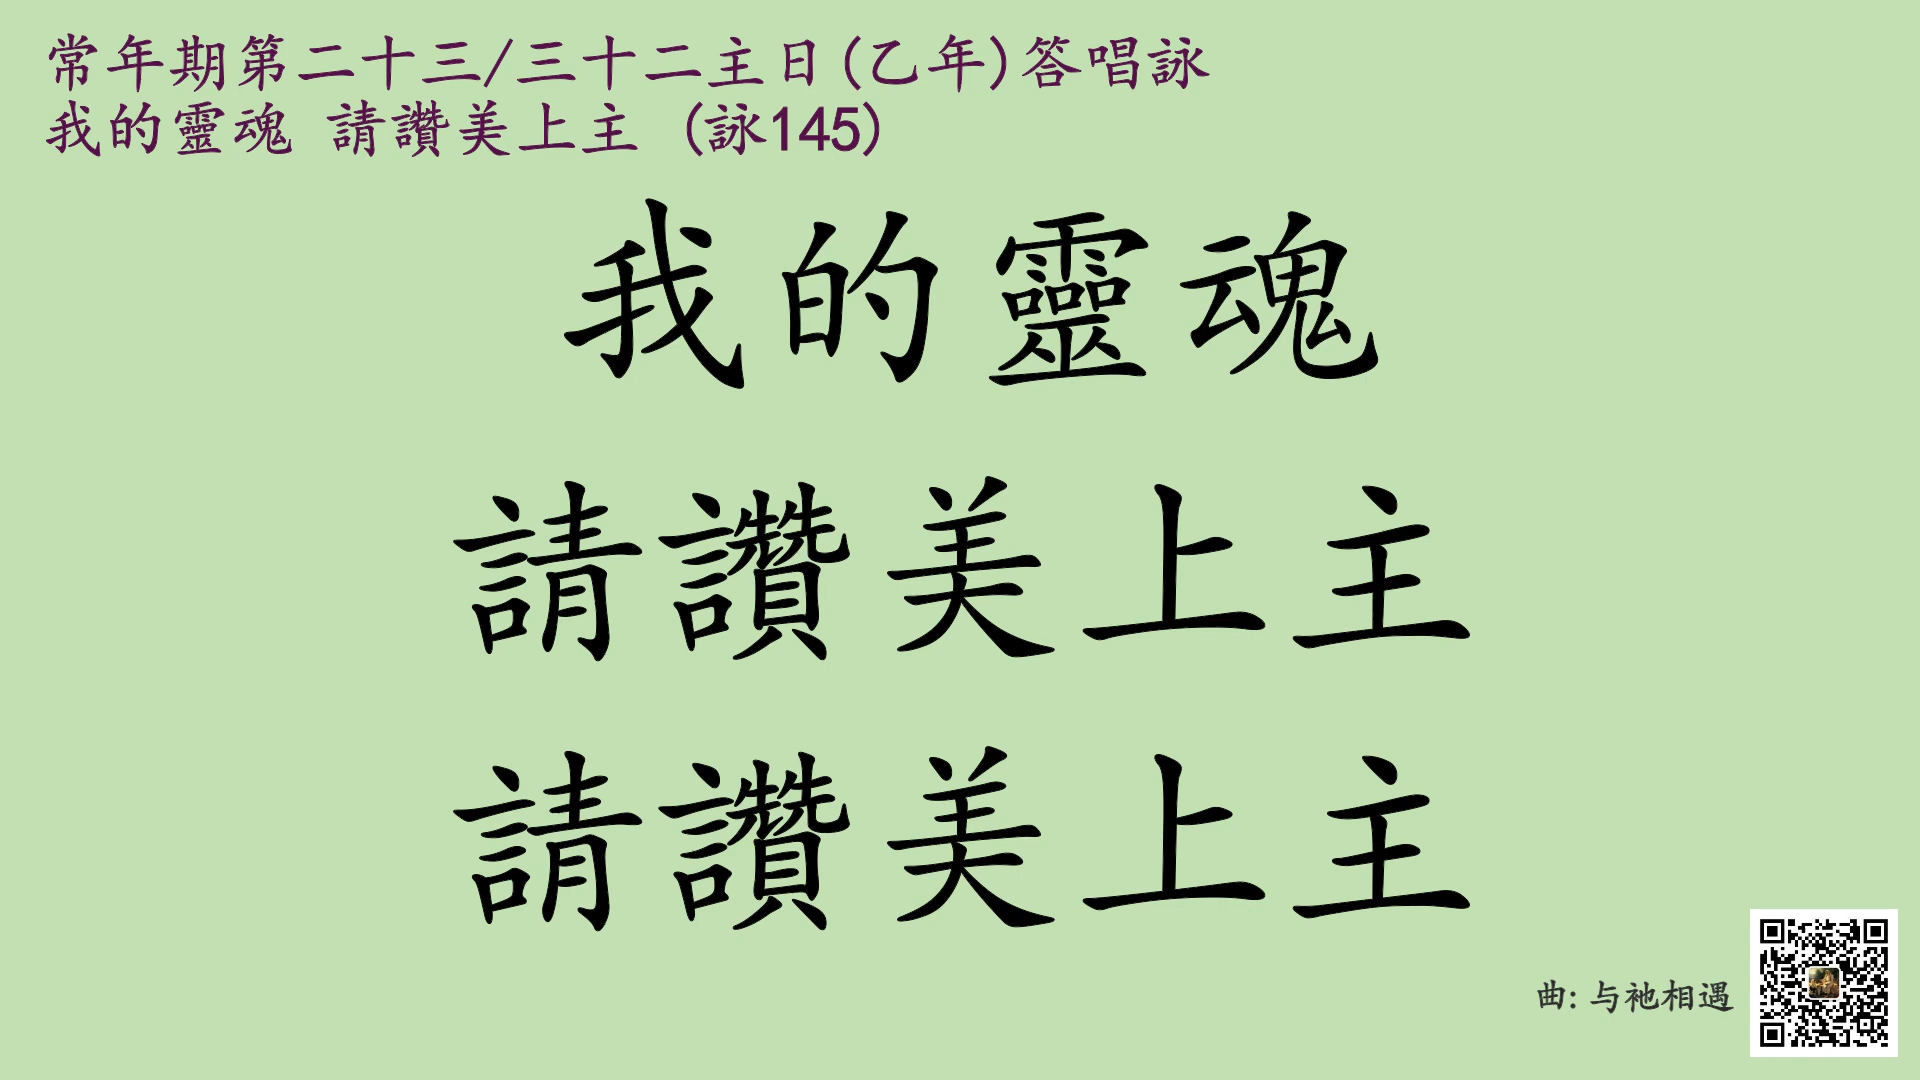 常年期第二十三/三十二主日(乙年)答唱詠
我的靈魂 請讚美上主 (詠145)
我的靈魂
請讚美上主
請讚美上主
曲: 与祂相遇